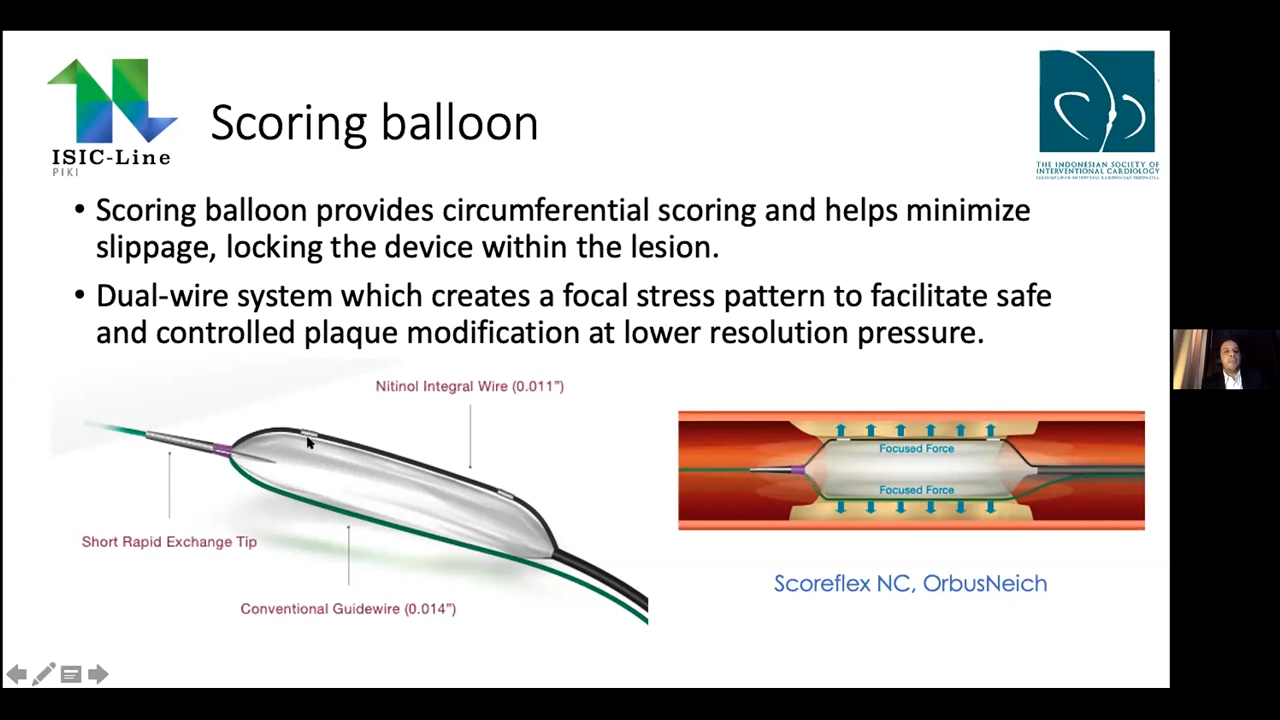 ISIC-Line
PIKI
Scoring balloon
THE INDONESIAN SOCIETY OF
INTERVENTIONAL CARDIOLOGY
• Scoring balloon provides circumferential scoring and helps minimize
slippage, locking the device within the lesion.
• Dual-wire system which creates a focal stress pattern to facilitate safe
and controlled plaque modification at lower resolution pressure.
Nitinol Integral Wire (0.011”)
Short Rapid Exchange Tip
Conventional Guidewire (0.014”)
Focused Force
Focused Force
Scoreflex NC, OrbusNeich